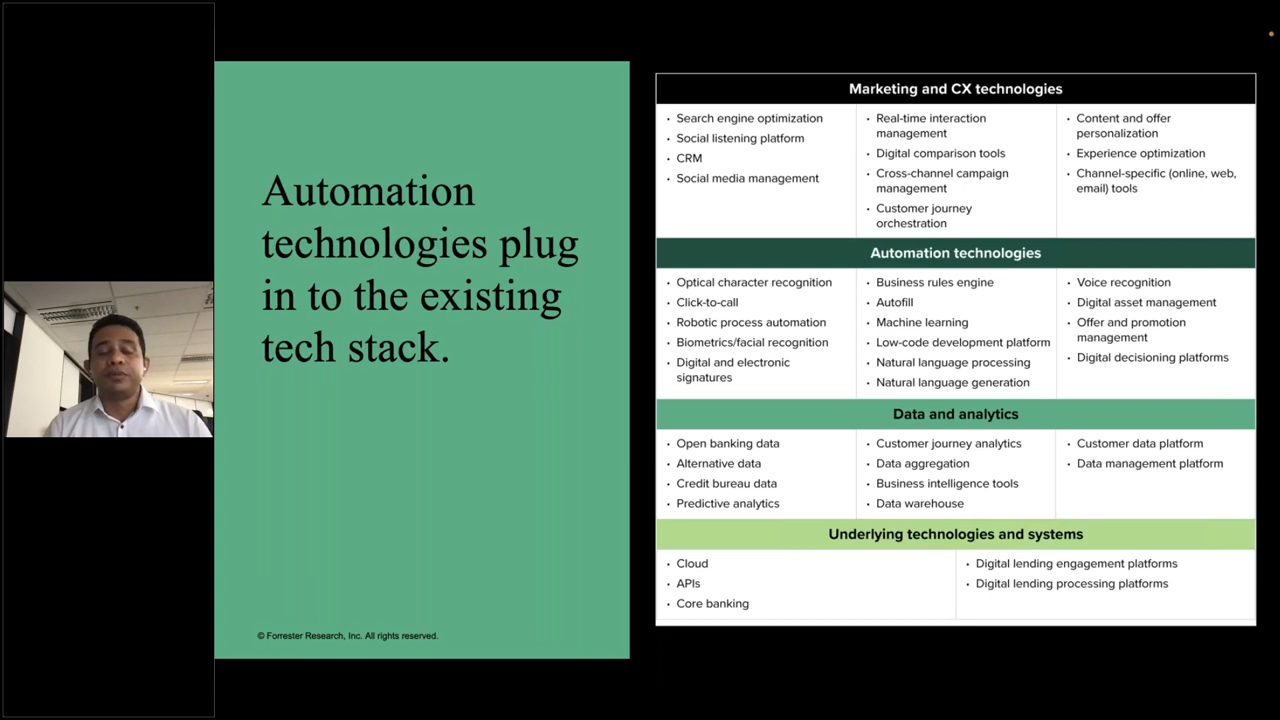 Automation
technologies plug
in to the existing
tech stack.
© Forrester Research, Inc. All rights reserved.
Marketing and CX technologies
• Search engine optimization
• Social listening platform
• CRM
• Social media management
• Real-time interaction
management
• Digital comparison tools
• Cross-channel campaign
management
• Customer journey
orchestration
• Content and offer
personalization
• Experience optimization
• Channel-specific (online, web,
email) tools
Automation technologies
• Optical character recognition
• Click-to-call
• Robotic process automation
• Biometrics/facial recognition
• Digital and electronic
signatures
• Business rules engine
• Autofill
• Machine learning
• Low-code development platform
• Natural language processing
• Natural language generation
• Voice recognition
• Digital asset management
• Offer and promotion
management
• Digital decisioning platforms
Data and analytics
• Open banking data
• Alternative data
• Credit bureau data
• Predictive analytics
• Customer journey analytics
• Data aggregation
• Business intelligence tools
• Data warehouse
• Customer data platform
• Data management platform
Underlying technologies and systems
• Cloud
• APIs
• Core banking
• Digital lending engagement platforms
• Digital lending processing platforms